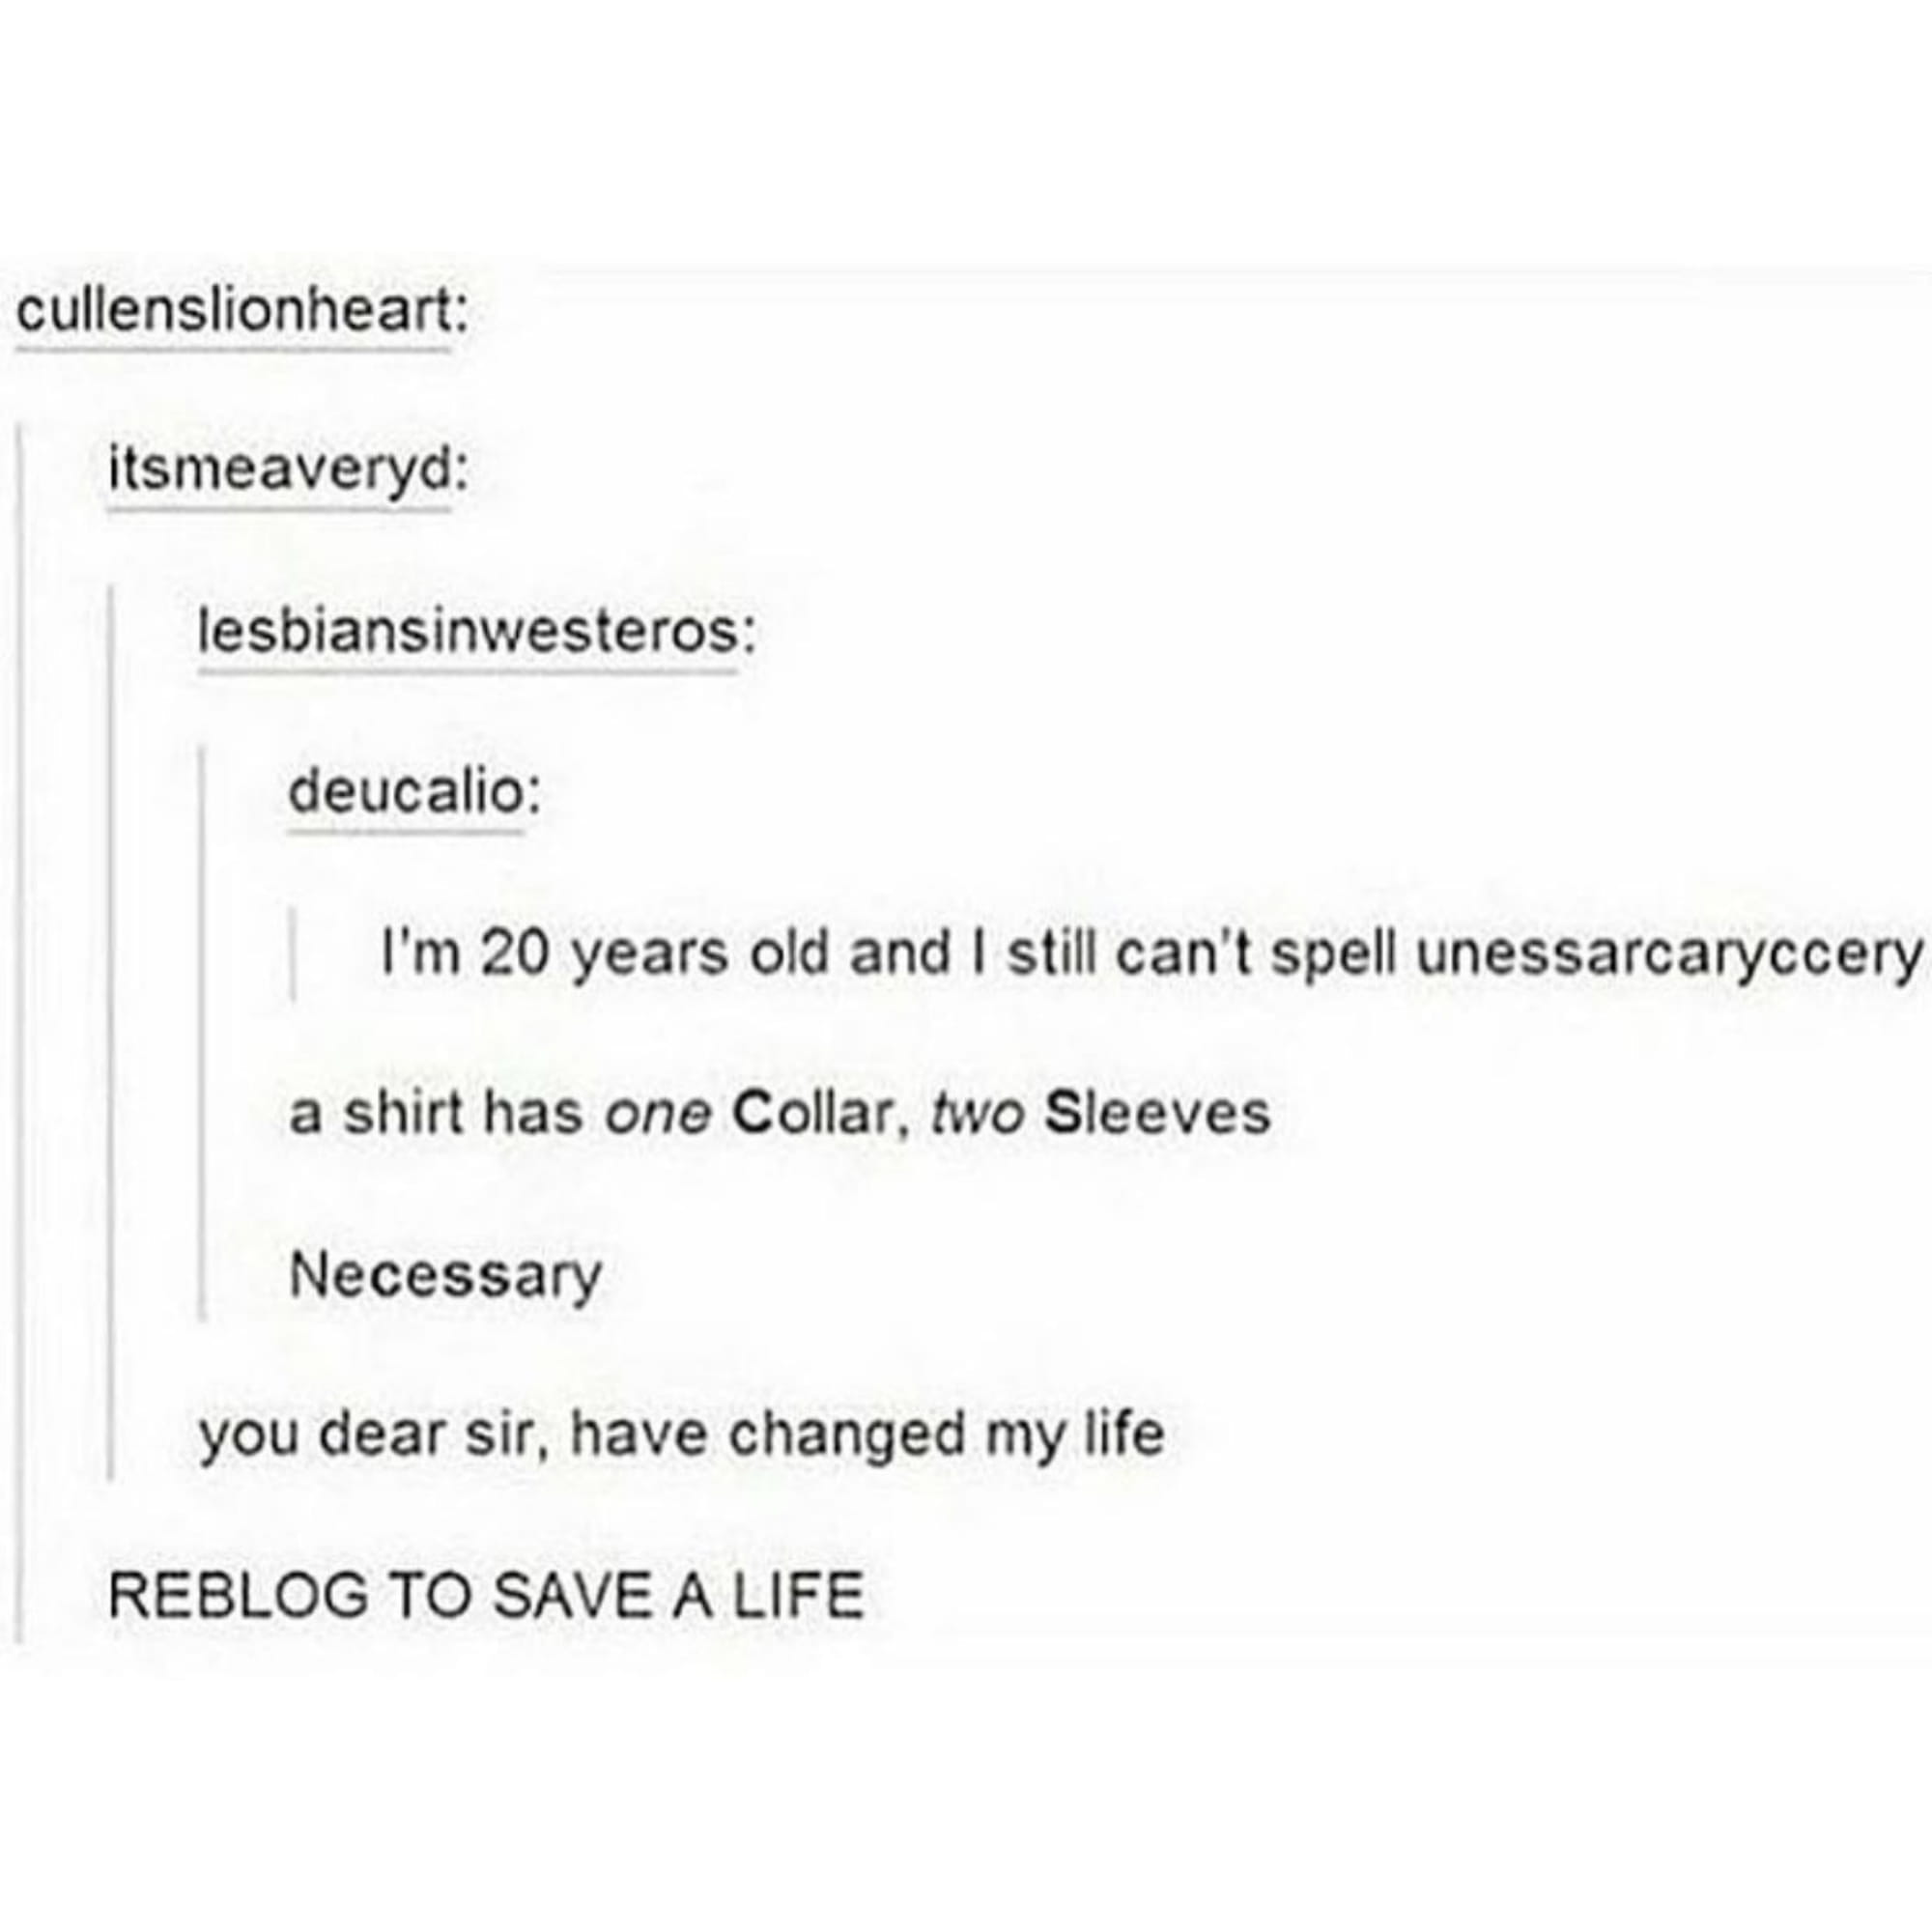 cullenslionheart:
itsmeaveryd:
lesbiansinwesteros:
deucalio:
I'm 20 years old and I still can't spell unessarcaryccery
a shirt has one Collar, two Sleeves
Necessary
you dear sir, have changed my life
REBLOG TO SAVE A LIFE